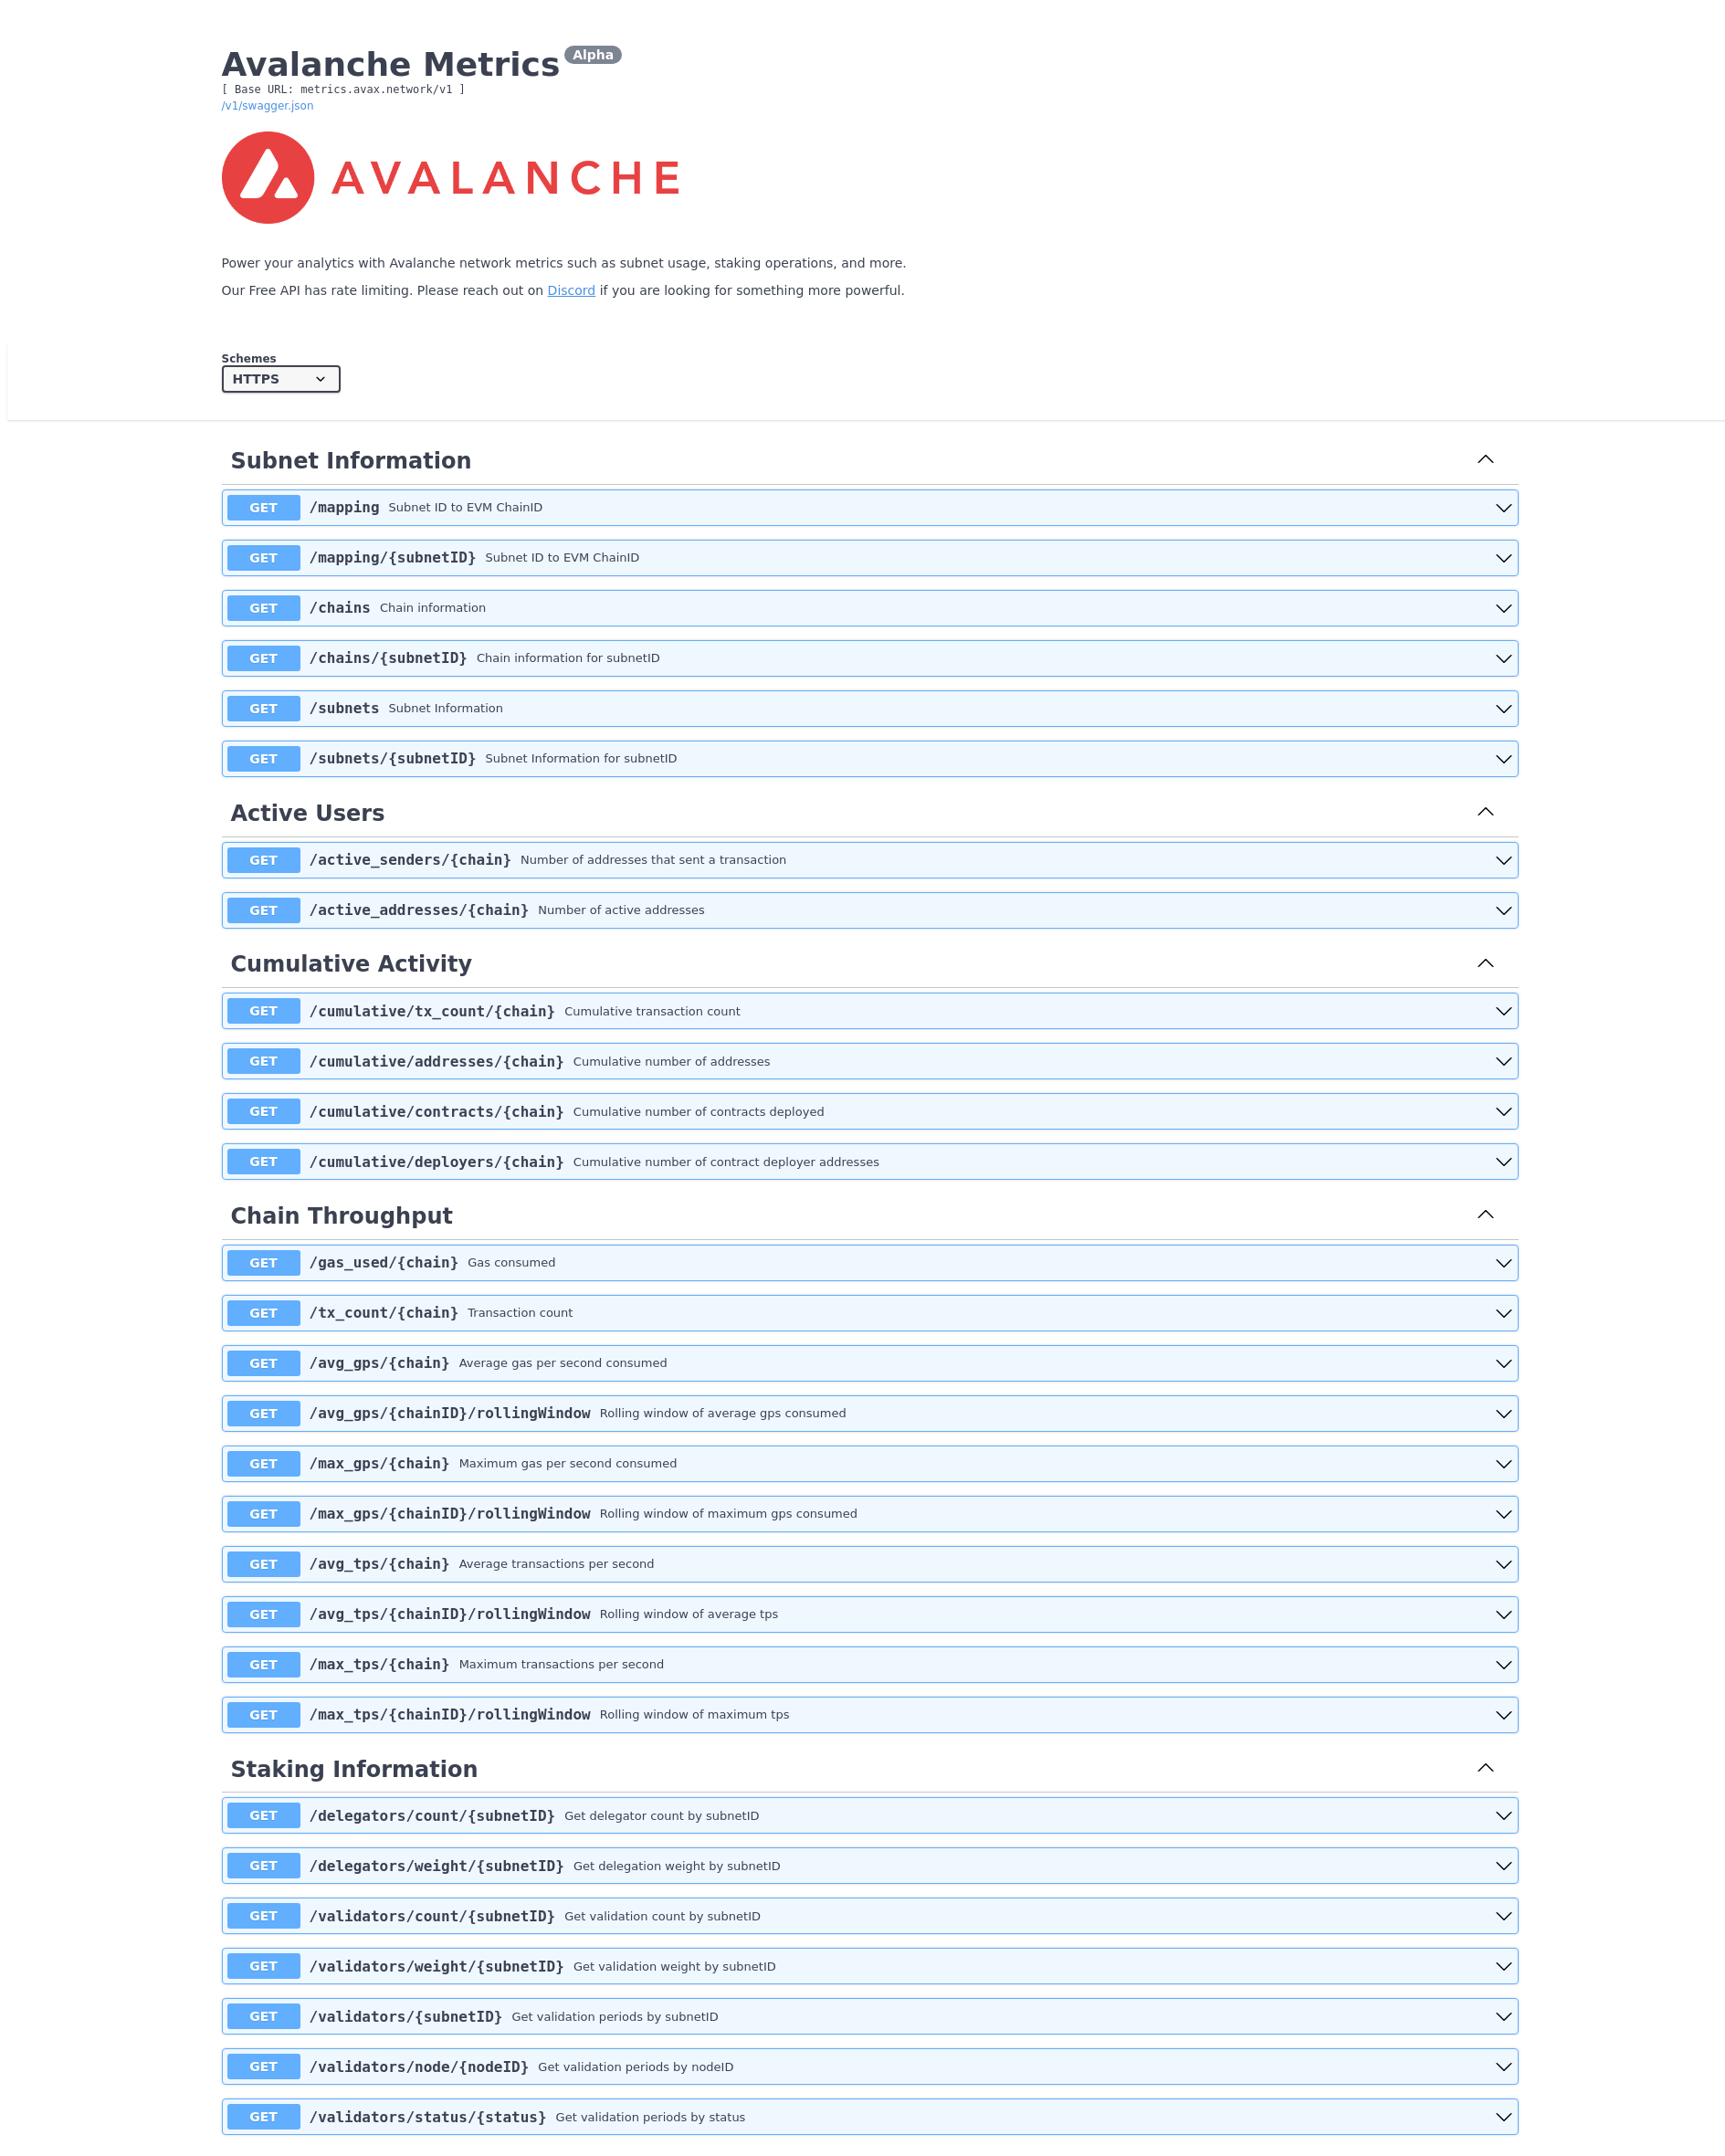 Avalanche Metrics Alpha
[ Base URL: metrics.avax.network/v1 ]
/v1/swagger.json
AVALANCHE
Power your analytics with Avalanche network metrics such as subnet usage, staking operations, and more.
Our Free API has rate limiting. Please reach out on Discord if you are looking for something more powerful.
Schemes
HTTPS
Subnet Information
GET /mapping Subnet ID to EVM ChainID
GET /mapping/{subnetID} Subnet ID to EVM ChainID
GET /chains Chain information
GET /chains/{subnetID} Chain information for subnetID
GET /subnets Subnet Information
GET /subnets/{subnetID} Subnet Information for subnetID
Active Users
GET /active_senders/{chain} Number of addresses that sent a transaction
GET /active_addresses/{chain} Number of active addresses
Cumulative Activity
GET /cumulative/tx_count/{chain} Cumulative transaction count
GET /cumulative/addresses/{chain} Cumulative number of addresses
GET /cumulative/contracts/{chain} Cumulative number of contracts deployed
GET /cumulative/deployers/{chain} Cumulative number of contract deployer addresses
Chain Throughput
GET /gas_used/{chain} Gas consumed
GET /tx_count/{chain} Transaction count
GET /avg_gps/{chain} Average gas per second consumed
GET /avg_gps/{chainID}/rollingWindow Rolling window of average gps consumed
GET /max_gps/{chain} Maximum gas per second consumed
GET /max_gps/{chainID}/rollingWindow Rolling window of maximum gps consumed
GET /avg_tps/{chain} Average transactions per second
GET /avg_tps/{chainID}/rollingWindow Rolling window of average tps
GET /max_tps/{chain} Maximum transactions per second
GET /max_tps/{chainID}/rollingWindow Rolling window of maximum tps
Staking Information
GET /delegators/count/{subnetID} Get delegator count by subnetID
GET /delegators/weight/{subnetID} Get delegation weight by subnetID
GET /validators/count/{subnetID} Get validation count by subnetID
GET /validators/weight/{subnetID} Get validation weight by subnetID
GET /validators/{subnetID} Get validation periods by subnetID
GET /validators/node/{nodeID} Get validation periods by nodeID
GET /validators/status/{status} Get validation periods by status